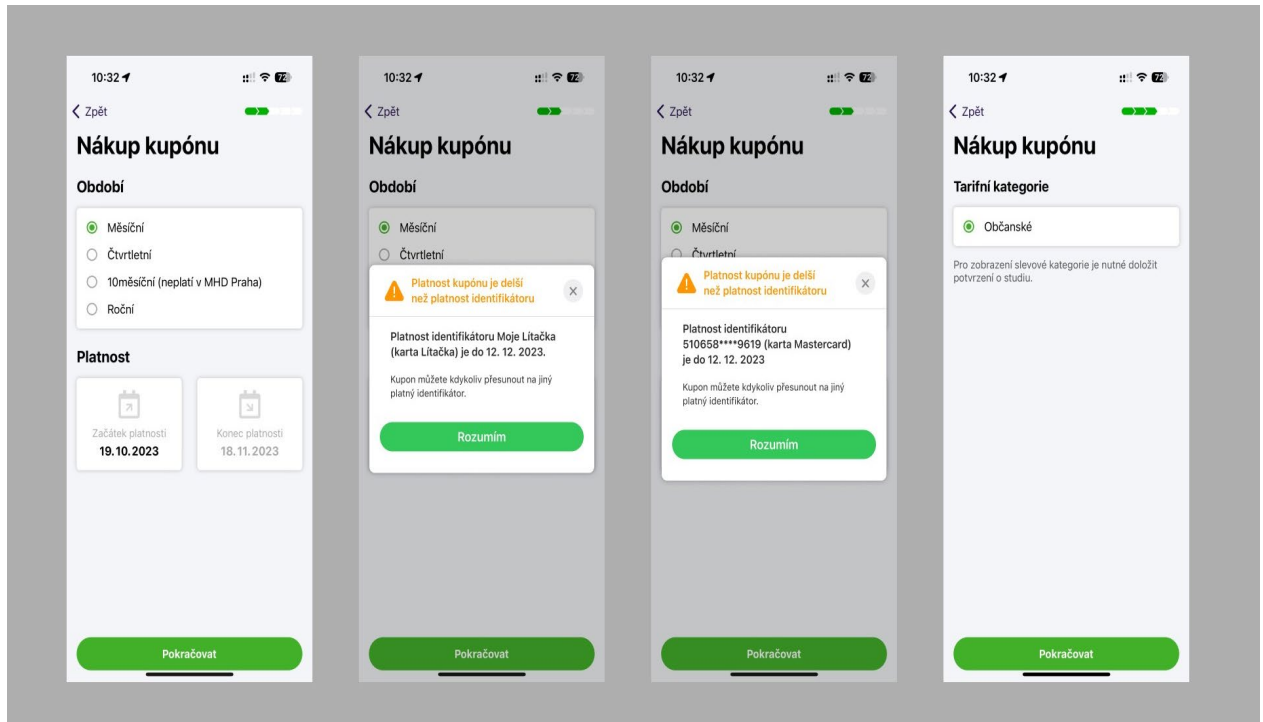 10:32
72
Zpět
Nákup kupónu
Období
Měsíční
Čtvrtletní
10měsíční (neplatí v MHD Praha)
Roční
Platnost
Začátek platnosti
19.10.2023
Konec platnosti
18.11.2023
Pokračovat
10:32
72
Zpět
Nákup kupónu
Období
Měsíční
Čtvrtletní
Platnost kupónu je delší
než platnost identifikátoru
Platnost identifikátoru Moje Lítačka
(karta Lítačka) je do 12. 12. 2023.
Kupon můžete kdykoliv přesunout na jiný
platný identifikátor.
Rozumím
Pokračovat
10:32
72
Zpět
Nákup kupónu
Období
Měsíční
Čtvrtletní
Platnost kupónu je delší
než platnost identifikátoru
Platnost identifikátoru
510658****9619 (karta Mastercard)
je do 12. 12. 2023
Kupon můžete kdykoliv přesunout na jiný
platný identifikátor.
Rozumím
Pokračovat
10:32
72
Zpět
Nákup kupónu
Tarifní kategorie
Občanské
Pro zobrazení slevové kategorie je nutné doložit
potvrzení o studiu.
Pokračovat